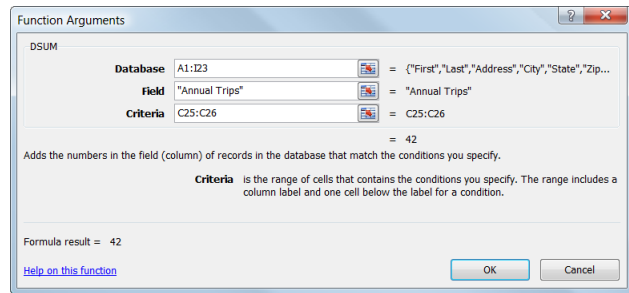 Function Arguments
DSUM
Database A1:I23 = {"First","Last","Address","City","State","Zip...
Field "Annual Trips" = "Annual Trips"
Criteria C25:C26 = C25:C26
= 42
Adds the numbers in the field (column) of records in the database that match the conditions you specify.
Criteria is the range of cells that contains the conditions you specify. The range includes a
column label and one cell below the label for a condition.
Formula result = 42
Help on this function OK Cancel